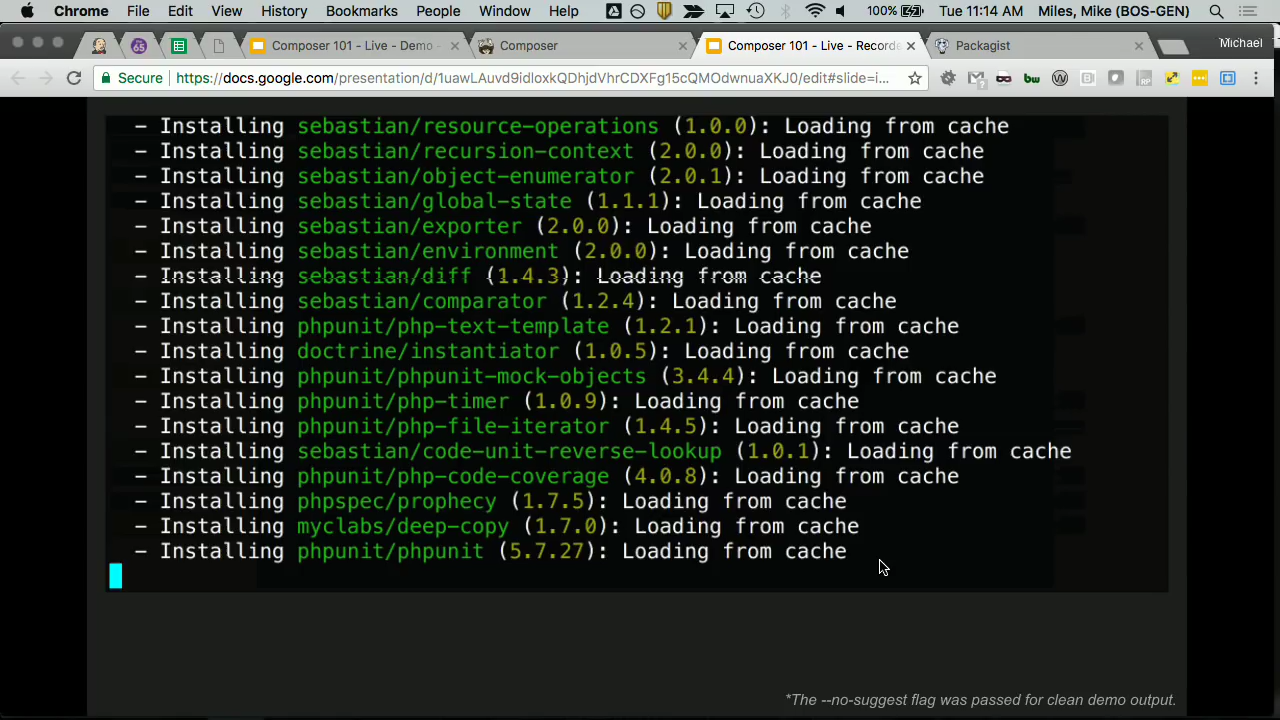 Chrome File Edit View History Bookmarks People Window Help 100% Tue 11:14 AM Miles, Mike (BOS-GEN)
65 Composer 101 - Live - Demo Composer Composer 101 - Live - Recorde Packagist Michael
Secure https://docs.google.com/presentation/d/1uawLAuvd9idloxkQDhjdVhrCDXFg15cQMOdwnuaXKJ0/edit#slide=i...
– Installing sebastian/resource-operations (1.0.0): Loading from cache
– Installing sebastian/recursion-context (2.0.0): Loading from cache
– Installing sebastian/object-enumerator (2.0.1): Loading from cache
– Installing sebastian/global-state (1.1.1): Loading from cache
– Installing sebastian/exporter (2.0.0): Loading from cache
– Installing sebastian/environment (2.0.0): Loading from cache
– Installing sebastian/diff (1.4.3): Loading from cache
– Installing sebastian/comparator (1.2.4): Loading from cache
– Installing phpunit/php-text-template (1.2.1): Loading from cache
– Installing doctrine/instantiator (1.0.5): Loading from cache
– Installing phpunit/phpunit-mock-objects (3.4.4): Loading from cache
– Installing phpunit/php-timer (1.0.9): Loading from cache
– Installing phpunit/php-file-iterator (1.4.5): Loading from cache
– Installing sebastian/code-unit-reverse-lookup (1.0.1): Loading from cache
– Installing phpunit/php-code-coverage (4.0.8): Loading from cache
– Installing phpspec/prophecy (1.7.5): Loading from cache
– Installing myclabs/deep-copy (1.7.0): Loading from cache
– Installing phpunit/phpunit (5.7.27): Loading from cache
*The --no-suggest flag was passed for clean demo output.